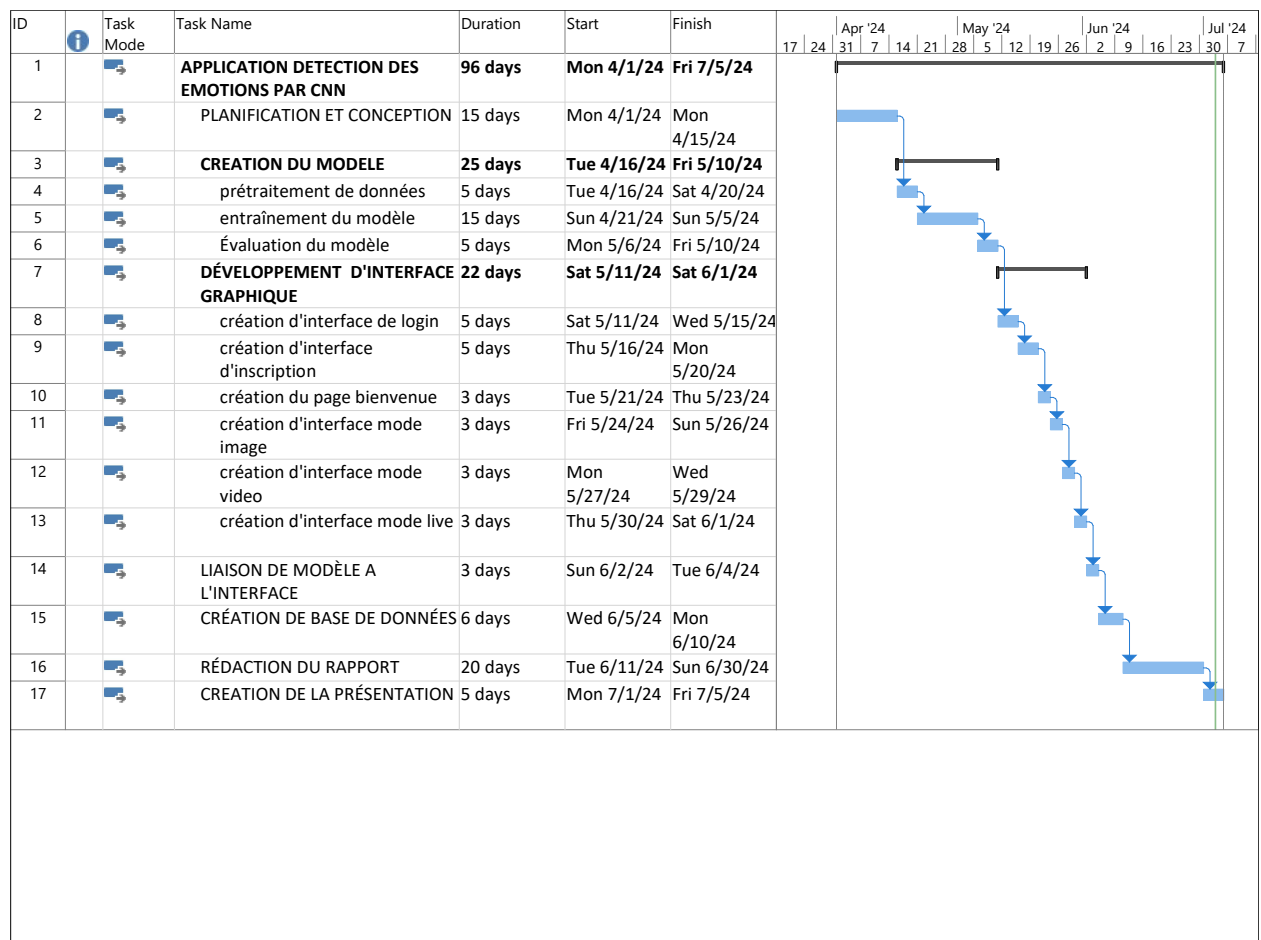 ID Task Mode Task Name Duration Start Finish
Apr '24 May '24 Jun '24 Jul '24
17 24 31 7 14 21 28 5 12 19 26 2 9 16 23 30 7
1 APPLICATION DETECTION DES EMOTIONS PAR CNN 96 days Mon 4/1/24 Fri 7/5/24
2 PLANIFICATION ET CONCEPTION 15 days Mon 4/1/24 Mon 4/15/24
3 CREATION DU MODELE 25 days Tue 4/16/24 Fri 5/10/24
4 prétraitement de données 5 days Tue 4/16/24 Sat 4/20/24
5 entraînement du modèle 15 days Sun 4/21/24 Sun 5/5/24
6 Évaluation du modèle 5 days Mon 5/6/24 Fri 5/10/24
7 DÉVELOPPEMENT D'INTERFACE GRAPHIQUE 22 days Sat 5/11/24 Sat 6/1/24
8 création d'interface de login 5 days Sat 5/11/24 Wed 5/15/24
9 création d'interface d'inscription 5 days Thu 5/16/24 Mon 5/20/24
10 création du page bienvenue 3 days Tue 5/21/24 Thu 5/23/24
11 création d'interface mode image 3 days Fri 5/24/24 Sun 5/26/24
12 création d'interface mode video 3 days Mon 5/27/24 Wed 5/29/24
13 création d'interface mode live 3 days Thu 5/30/24 Sat 6/1/24
14 LIAISON DE MODÈLE A L'INTERFACE 3 days Sun 6/2/24 Tue 6/4/24
15 CRÉATION DE BASE DE DONNÉES 6 days Wed 6/5/24 Mon 6/10/24
16 RÉDACTION DU RAPPORT 20 days Tue 6/11/24 Sun 6/30/24
17 CREATION DE LA PRÉSENTATION 5 days Mon 7/1/24 Fri 7/5/24